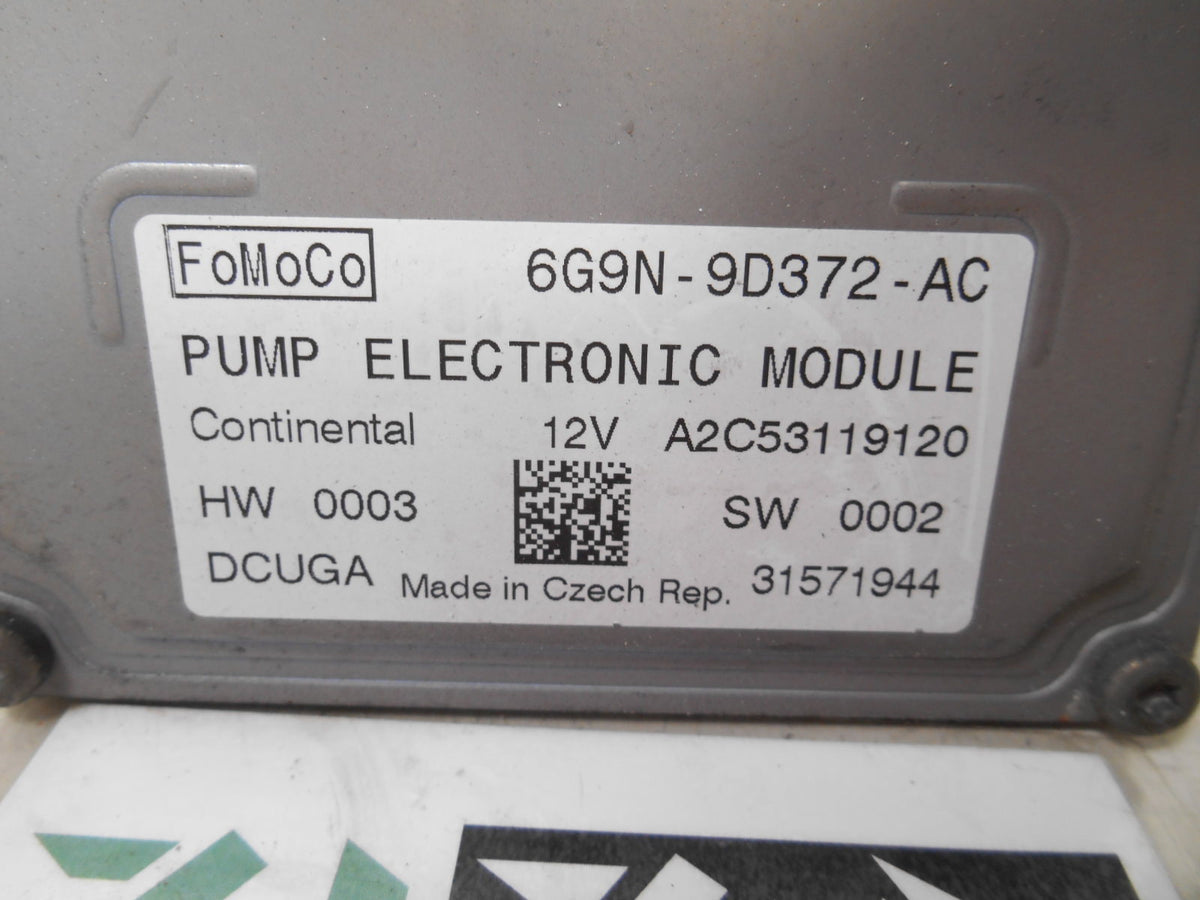 FoMoCo 6G9N-9D372-AC
PUMP ELECTRONIC MODULE
Continental 12V A2C53119120
HW 0003 SW 0002
DCUGA Made in Czech Rep. 31571944